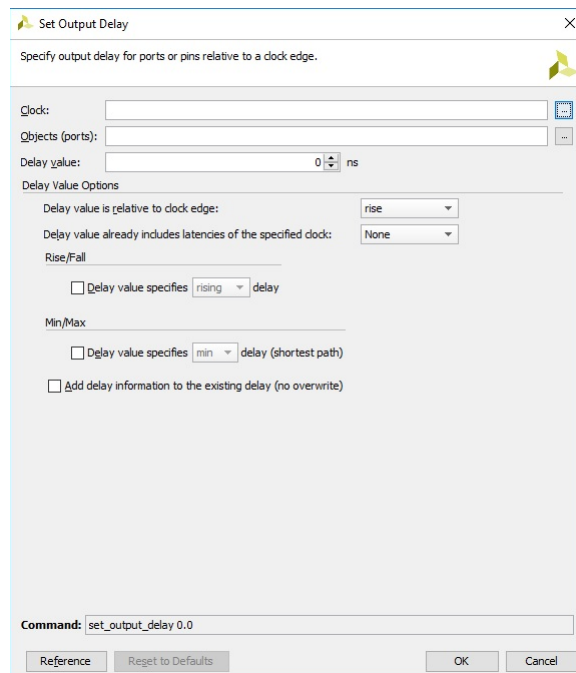 Set Output Delay
Specify output delay for ports or pins relative to a clock edge.
Clock: ...
Objects (ports): ...
Delay value: 0 ns
Delay Value Options
Delay value is relative to clock edge: rise
Delay value already includes latencies of the specified clock: None
Rise/Fall
Delay value specifies rising delay
Min/Max
Delay value specifies min delay (shortest path)
Add delay information to the existing delay (no overwrite)
Command: set_output_delay 0.0
Reference Reset to Defaults OK Cancel